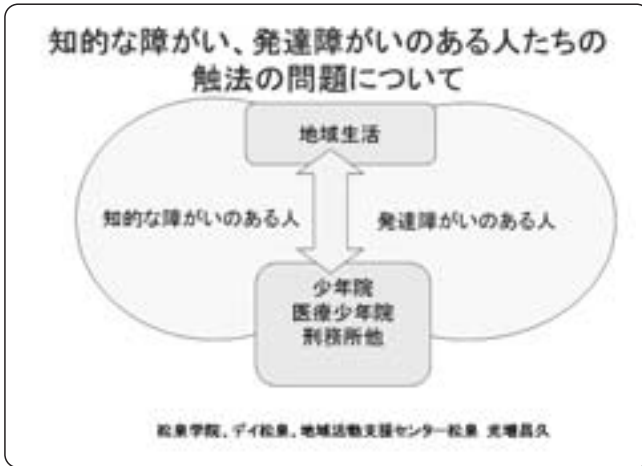 知的な障がい、発達障がいのある人たちの
触法の問題について
地域生活
知的な障がいのある人
発達障がいのある人
少年院
医療少年院
刑務所他
松泉学院、デイ松泉、地域活動支援センター松泉 光増昌久